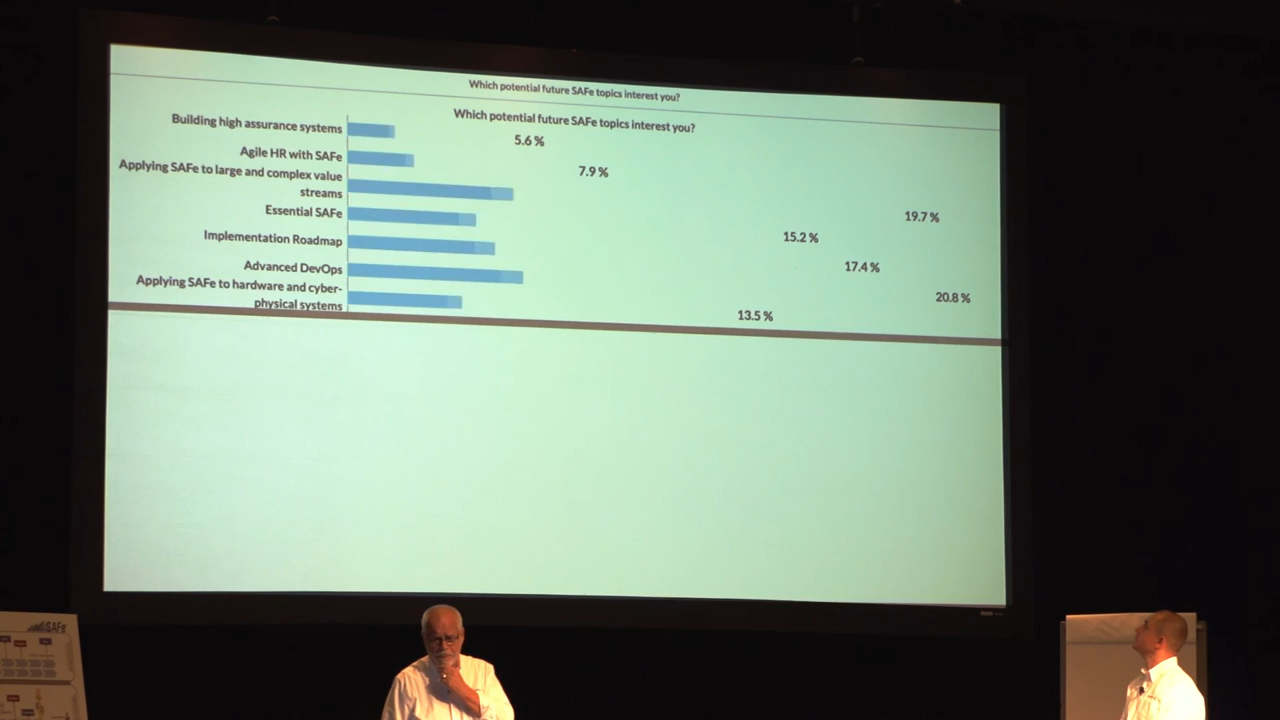 Which potential future SAFe topics interest you?
Which potential future SAFe topics interest you?
Building high assurance systems
5.6 %
Agile HR with SAFe
7.9 %
Applying SAFe to large and complex value
streams
19.7 %
Essential SAFe
15.2 %
Implementation Roadmap
17.4 %
Advanced DevOps
20.8 %
Applying SAFe to hardware and cyber-
physical systems
13.5 %
SAFe